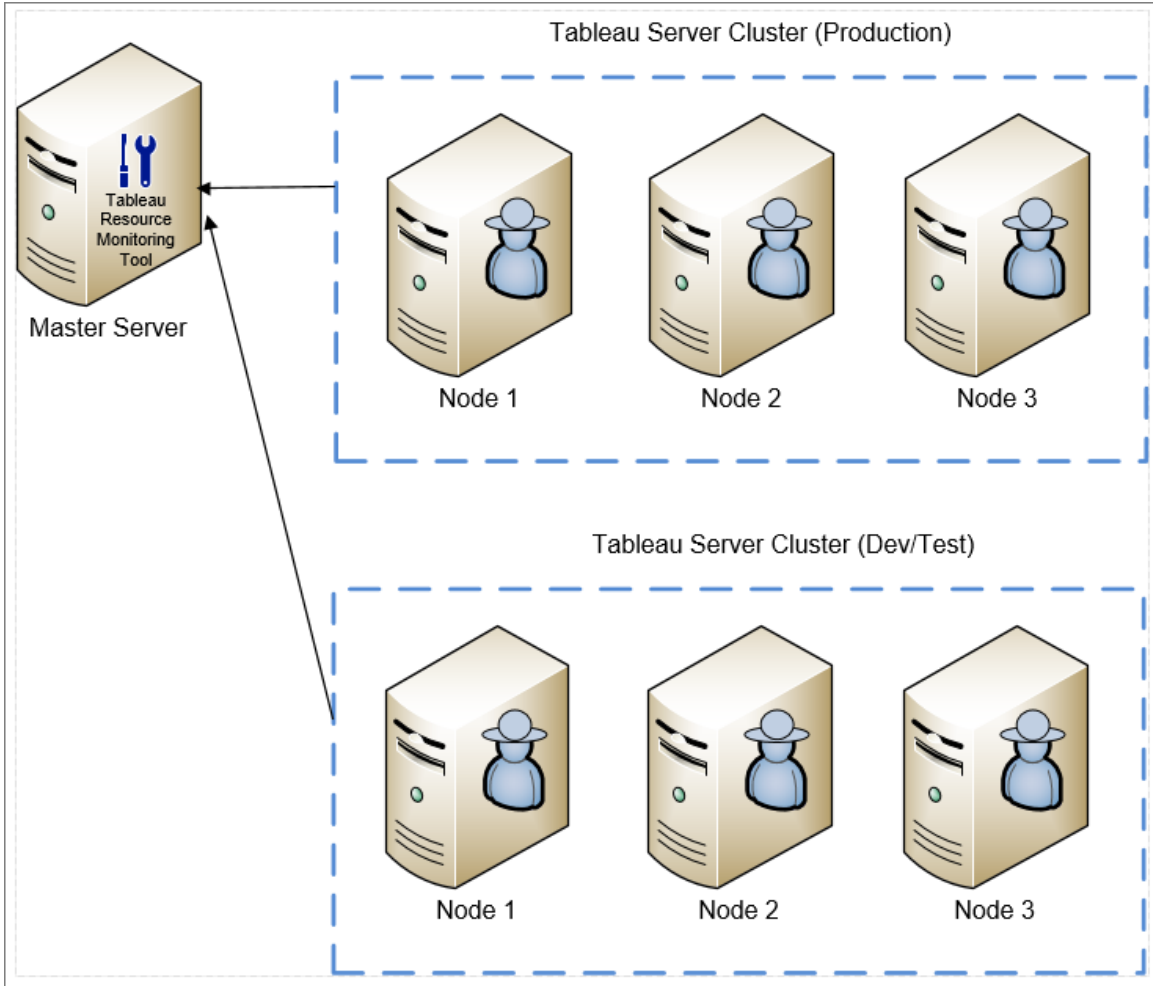 Tableau Server Cluster (Production)
Tableau
Resource
Monitoring
Tool
Master Server
Node 1
Node 2
Node 3
Tableau Server Cluster (Dev/Test)
Node 1
Node 2
Node 3